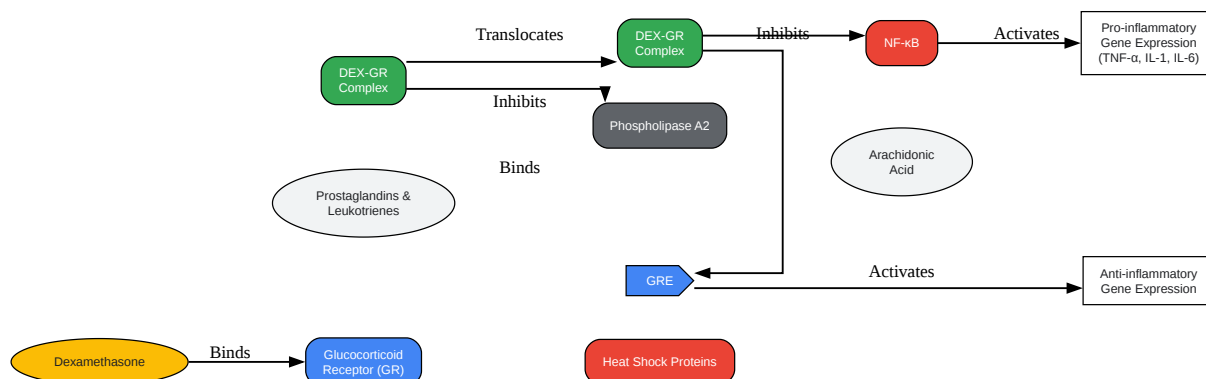 Translocates
DEX-GR
Complex
Inhibits
NF-κB
Activates
Pro-inflammatory
Gene Expression
(TNF-α, IL-1, IL-6)
DEX-GR
Complex
Inhibits
Phospholipase A2
Binds
Arachidonic
Acid
Prostaglandins &
Leukotrienes
GRE
Activates
Anti-inflammatory
Gene Expression
Dexamethasone
Binds
Glucocorticoid
Receptor (GR)
Heat Shock Proteins